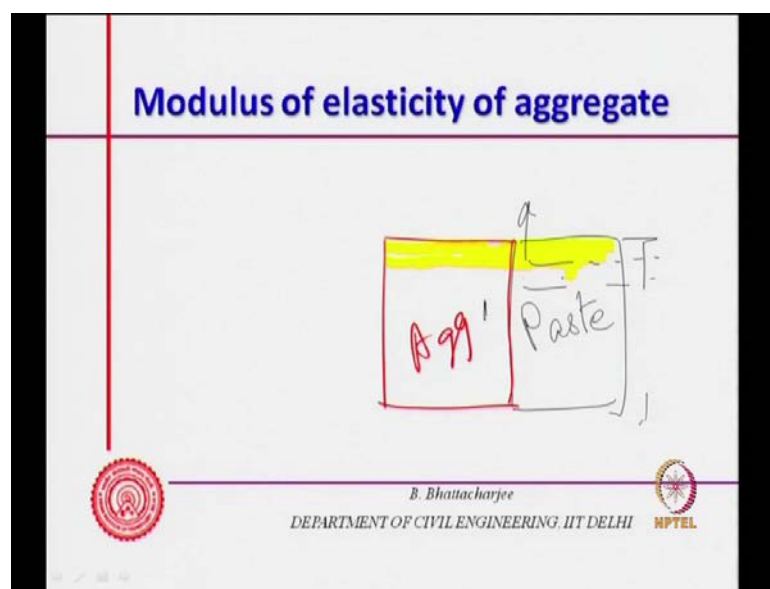 Modulus of elasticity of aggregate
Agg
Paste
B. Bhattacharjee
DEPARTMENT OF CIVIL ENGINEERING, IIT DELHI
NPTEL